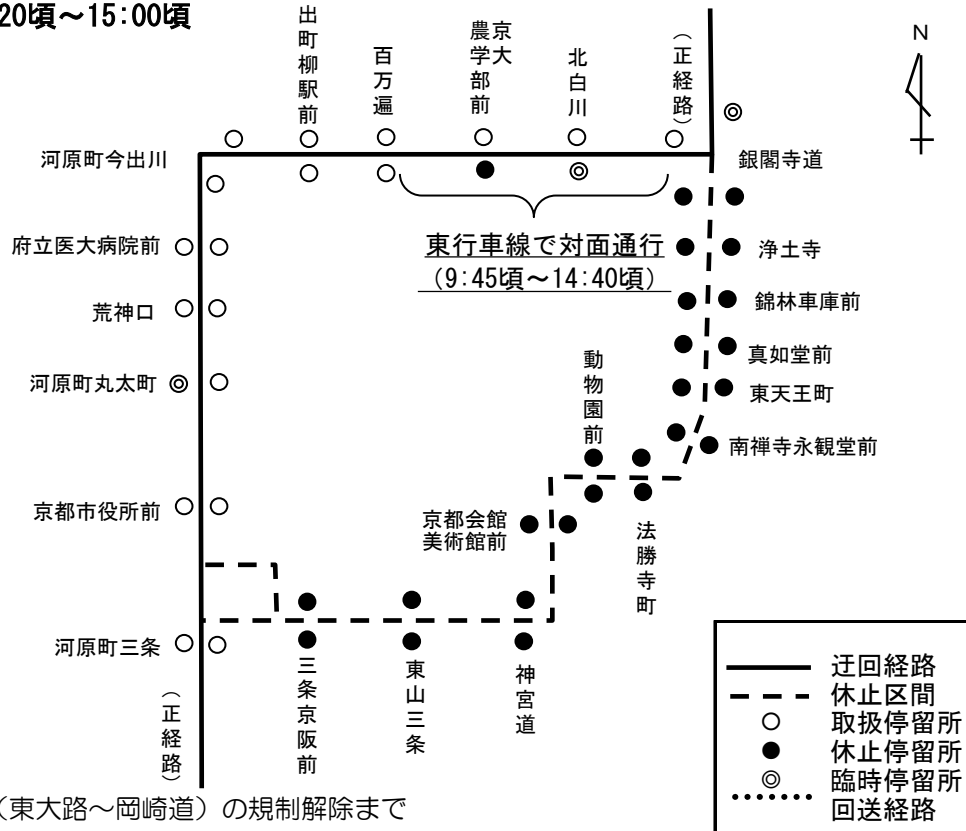 20頃～15:00頃
出町柳駅前
百万遍
京大
農学部前
北白川
（正経路）
N
河原町今出川
銀閣寺道
府立医大病院前
東行車線で対面通行
（9:45頃～14:40頃）
浄土寺
荒神口
錦林車庫前
真如堂前
河原町丸太町
動物園前
東天王町
南禅寺永観堂前
京都市役所前
京都会館
美術館前
法勝寺町
河原町三条
三条京阪前
東山三条
神宮道
（正経路）
迂回経路
休止区間
取扱停留所
休止停留所
臨時停留所
回送経路
（東大路～岡崎道）の規制解除まで